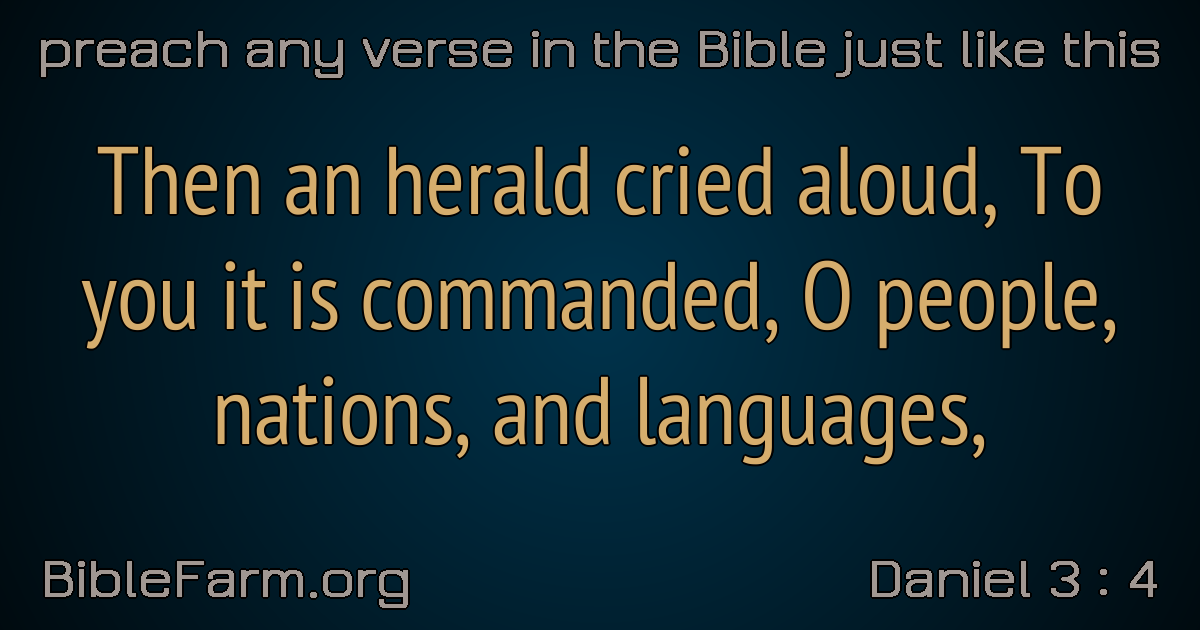 preach any verse in the Bible just like this
Then an herald cried aloud, To
you it is commanded, O people,
nations, and languages,
BibleFarm.org
Daniel 3 : 4